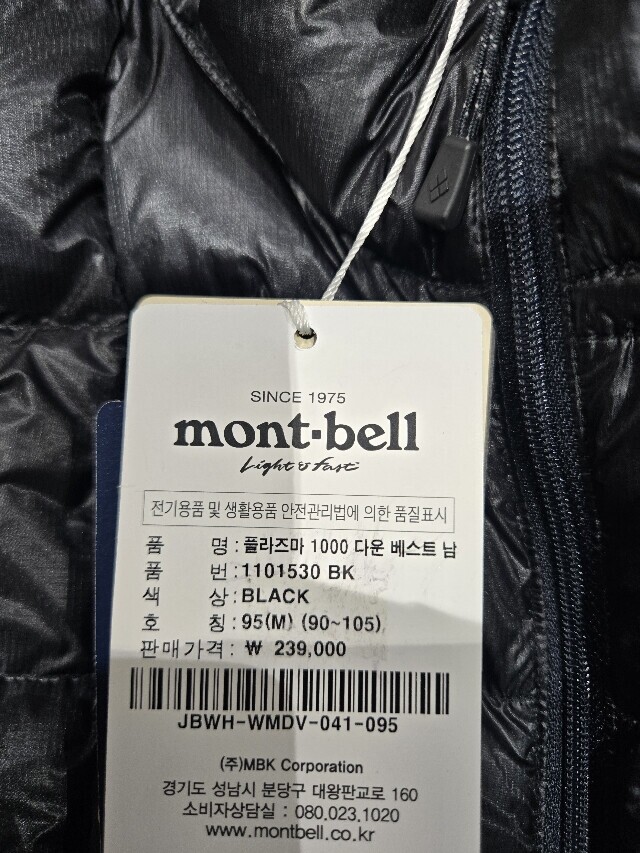 SINCE 1975
mont-bell
Light & Fast
전기용품 및 생활용품 안전관리법에 의한 품질표시
품 명 : 플라즈마 1000 다운 베스트 남
품 번 : 1101530 BK
색 상 : BLACK
호 칭 : 95(M) (90~105)
판매가격 : ₩ 239,000
JBWH-WMDV-041-095
(주)MBK Corporation
경기도 성남시 분당구 대왕판교로 160
소비자상담실 : 080.023.1020
www.montbell.co.kr